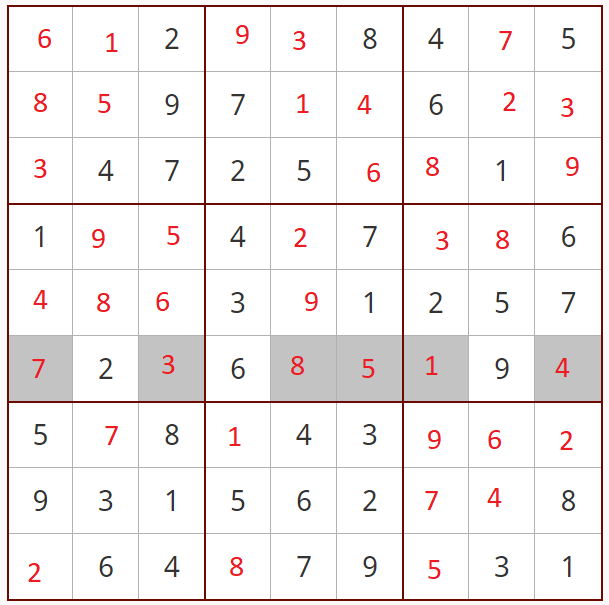 6 1 2 9 3 8 4 7 5
8 5 9 7 1 4 6 2 3
3 4 7 2 5 6 8 1 9
1 9 5 4 2 7 3 8 6
4 8 6 3 9 1 2 5 7
7 2 3 6 8 5 1 9 4
5 7 8 1 4 3 9 6 2
9 3 1 5 6 2 7 4 8
2 6 4 8 7 9 5 3 1